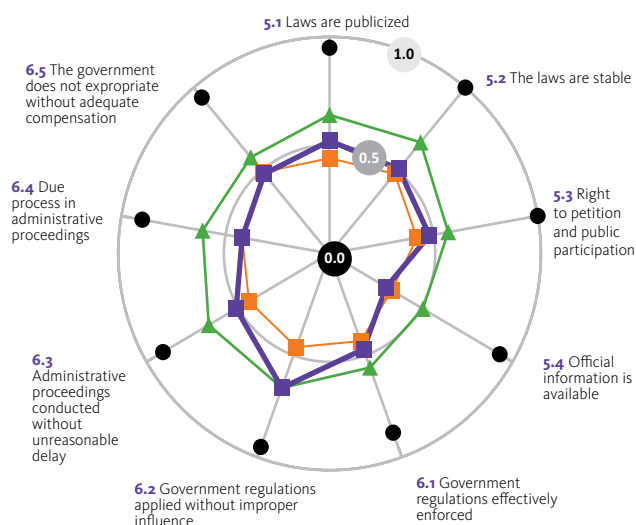 5.1 Laws are publicized
1.0
5.2 The laws are stable
0.5
5.3 Right
to petition
and public
participation
0.0
5.4 Official
information is
available
6.1 Government
regulations effectively
enforced
6.2 Government regulations
applied without improper
influence
6.3
Administrative
proceedings
conducted
without
unreasonable
delay
6.4 Due
process in
administrative
proceedings
6.5 The government
does not expropriate
without adequate
compensation